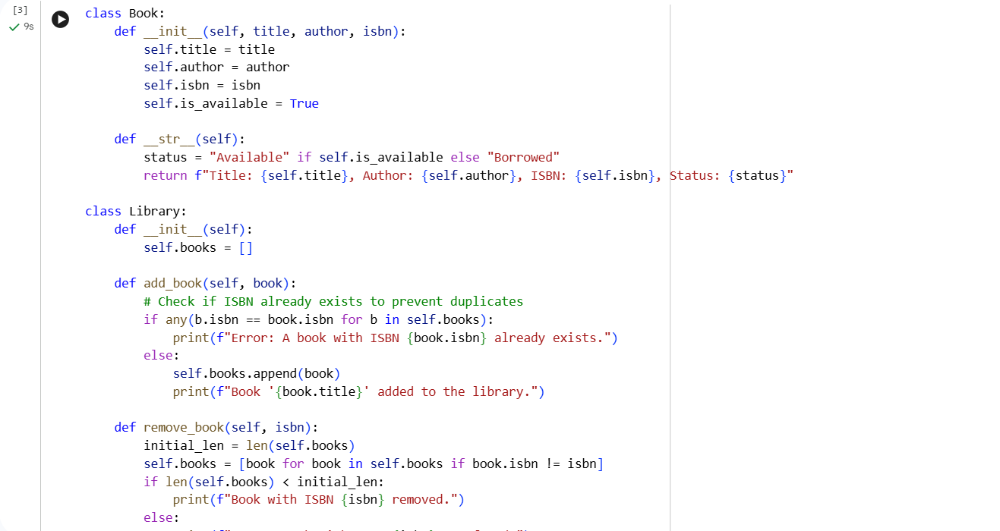 [3]
9s
class Book:
    def __init__(self, title, author, isbn):
        self.title = title
        self.author = author
        self.isbn = isbn
        self.is_available = True

    def __str__(self):
        status = "Available" if self.is_available else "Borrowed"
        return f"Title: {self.title}, Author: {self.author}, ISBN: {self.isbn}, Status: {status}"

class Library:
    def __init__(self):
        self.books = []

    def add_book(self, book):
        # Check if ISBN already exists to prevent duplicates
        if any(b.isbn == book.isbn for b in self.books):
            print(f"Error: A book with ISBN {book.isbn} already exists.")
        else:
            self.books.append(book)
            print(f"Book '{book.title}' added to the library.")

    def remove_book(self, isbn):
        initial_len = len(self.books)
        self.books = [book for book in self.books if book.isbn != isbn]
        if len(self.books) < initial_len:
            print(f"Book with ISBN {isbn} removed.")
        else: